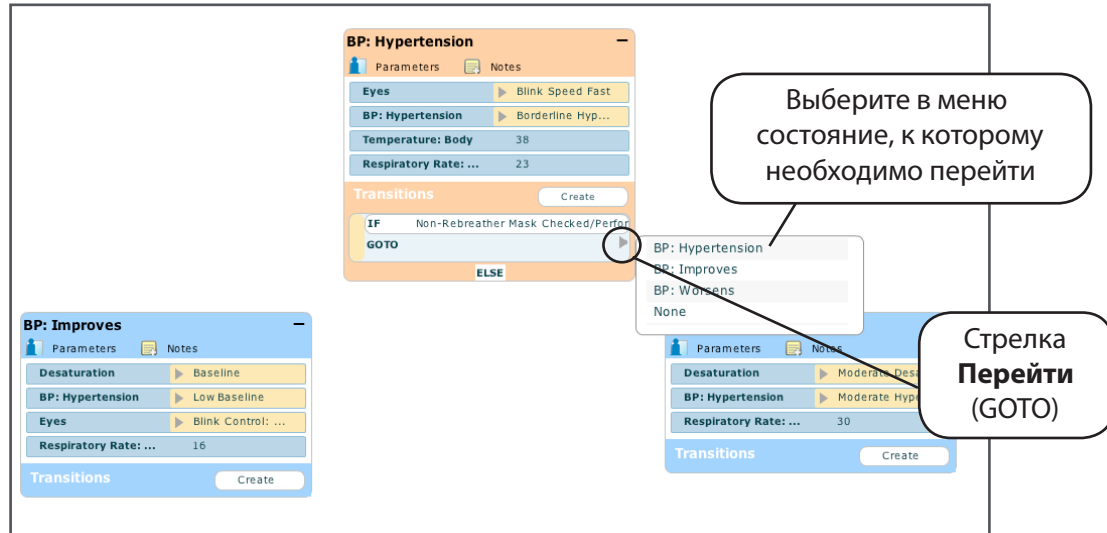 BP: Hypertension
Parameters Notes
Eyes Blink Speed Fast
BP: Hypertension Borderline Hyp...
Temperature: Body 38
Respiratory Rate: ... 23
Transitions Create
IF Non-Rebreather Mask Checked/Perfor
GOTO
ELSE
Выберите в меню
состояние, к которому
необходимо перейти
BP: Hypertension
BP: Improves
BP: Worsens
None
Стрелка
Перейти
(GOTO)
BP: Improves
Parameters Notes
Desaturation Baseline
BP: Hypertension Low Baseline
Eyes Blink Control: ...
Respiratory Rate: ... 16
Transitions Create
Parameters Notes
Desaturation Moderate Desa
BP: Hypertension Moderate Hype
Respiratory Rate: ... 30
Transitions Create